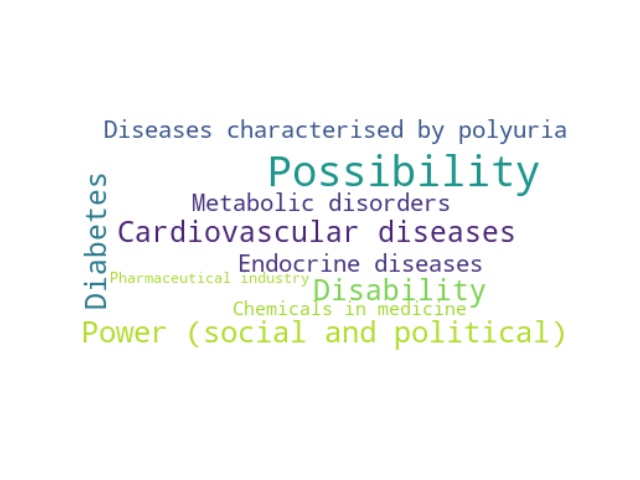 Diseases characterised by polyuria
Possibility
Diabetes
Metabolic disorders
Cardiovascular diseases
Endocrine diseases
Pharmaceutical industry
Disability
Chemicals in medicine
Power (social and political)